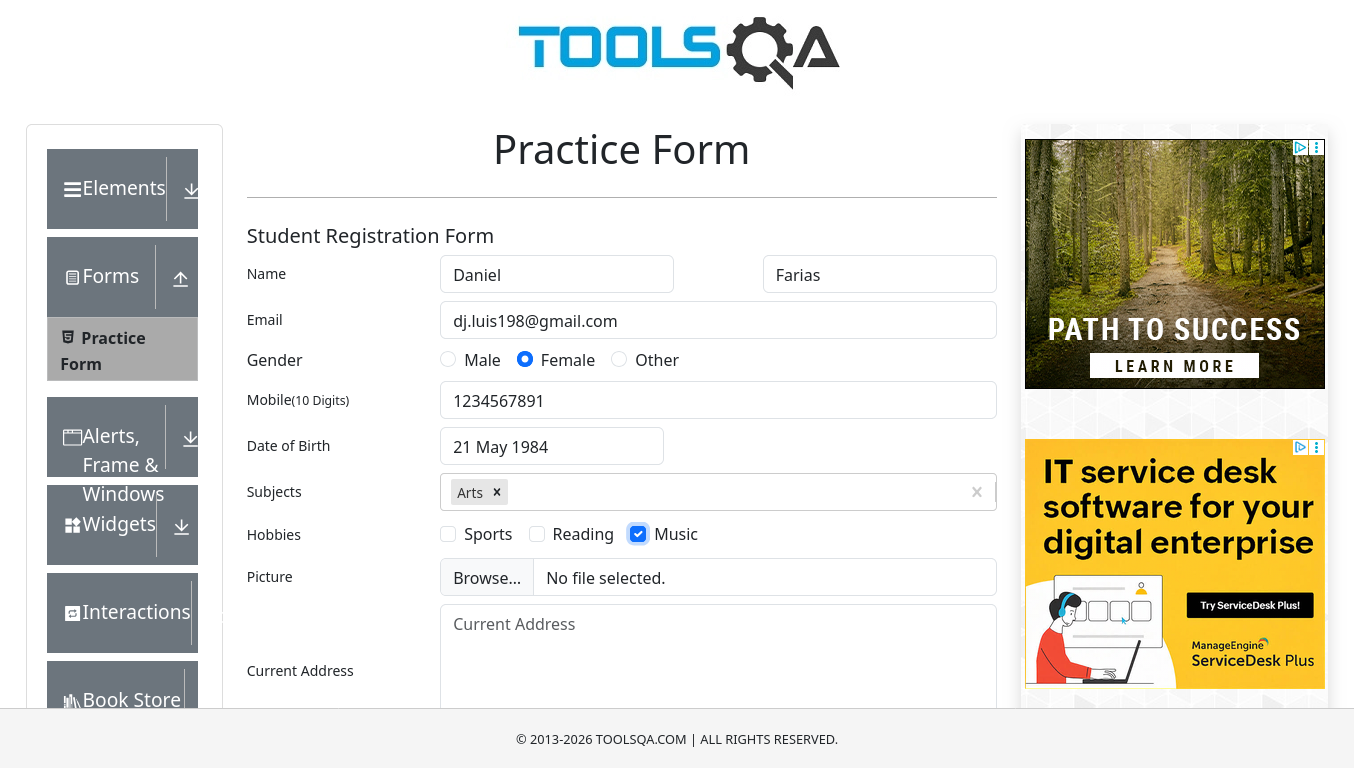 TOOLSQA
Elements
Forms
Practice
Form
Alerts,
Frame &
Windows
Widgets
Interactions
Book Store
Practice Form
Student Registration Form
Name
Daniel
Farias
Email
dj.luis198@gmail.com
Gender
Male
Female
Other
Mobile(10 Digits)
1234567891
Date of Birth
21 May 1984
Subjects
Arts
Hobbies
Sports
Reading
Music
Picture
Browse...
No file selected.
Current Address
Current Address
PATH TO SUCCESS
LEARN MORE
IT service desk
software for your
digital enterprise
Try ServiceDesk Plus!
ManageEngine
ServiceDesk Plus
© 2013-2026 TOOLSQA.COM | ALL RIGHTS RESERVED.